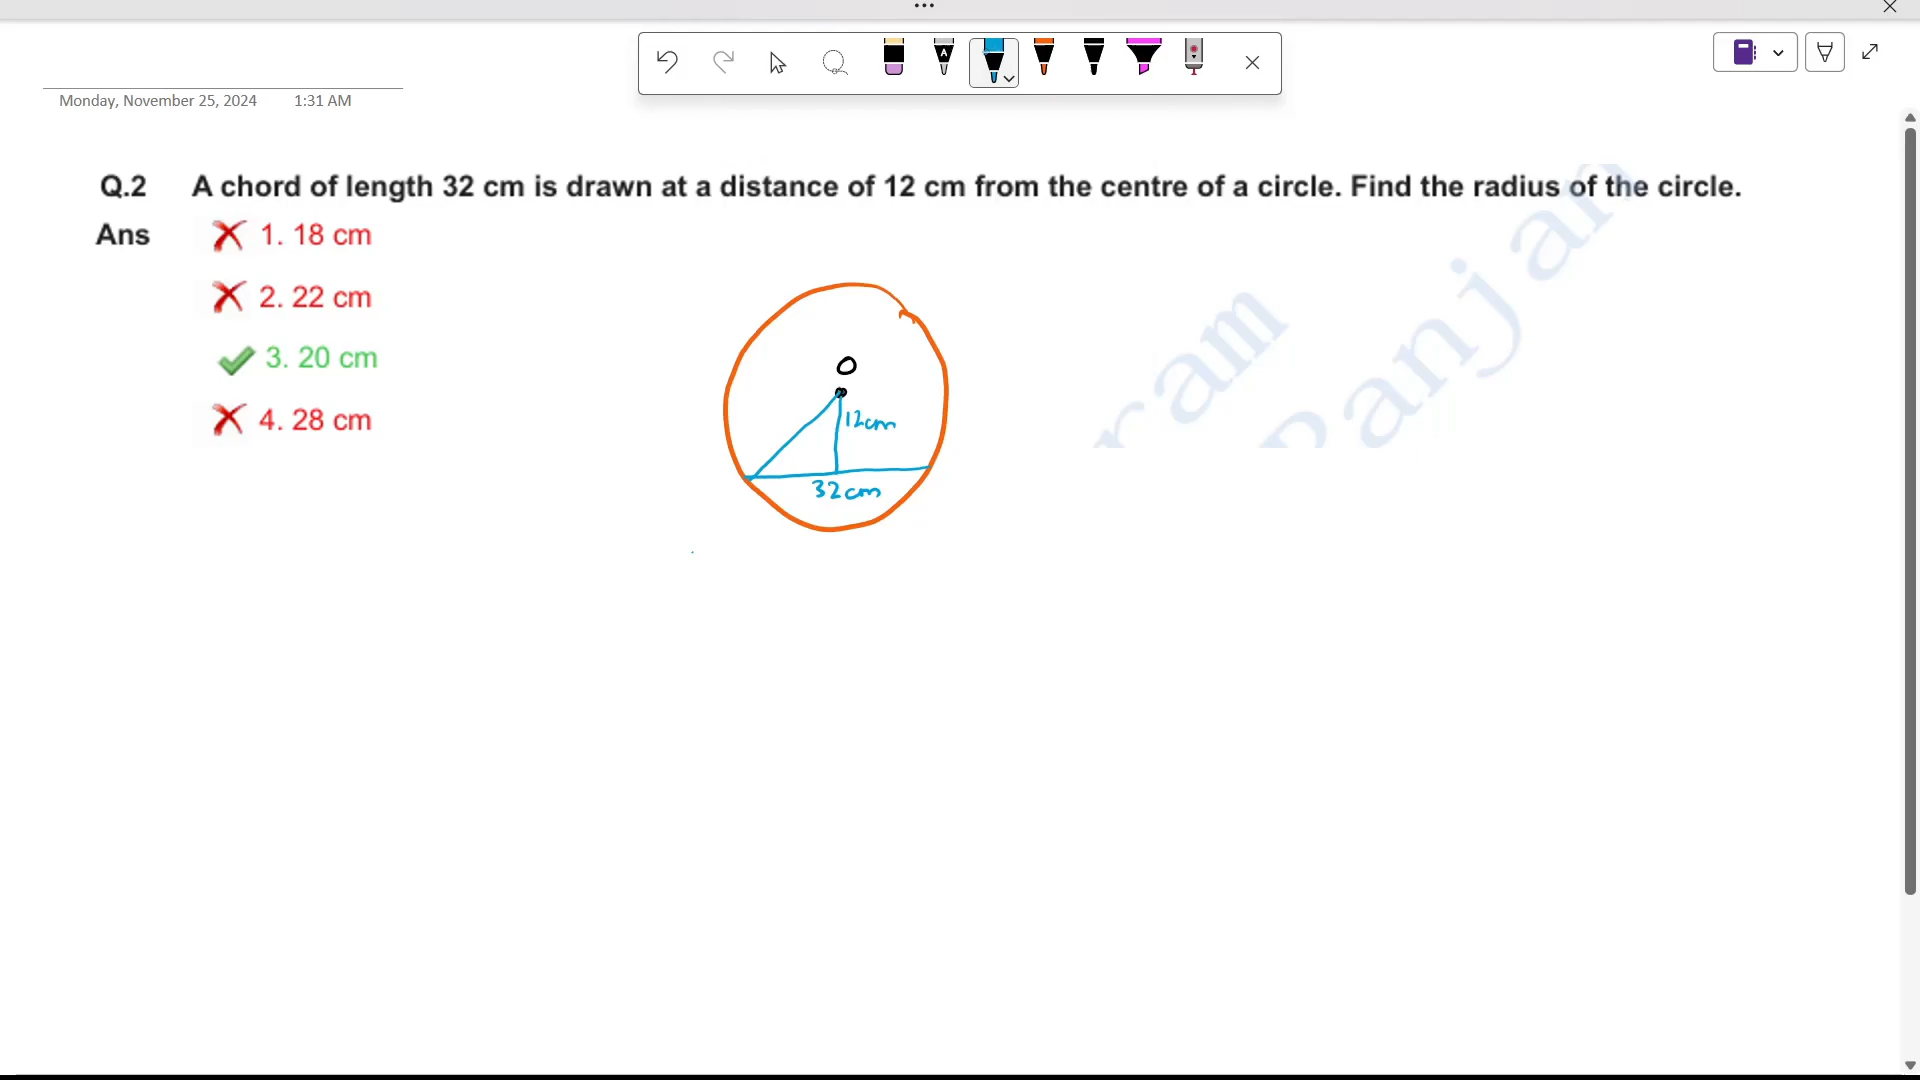 Monday, November 25, 2024 1:31 AM
Q.2 A chord of length 32 cm is drawn at a distance of 12 cm from the centre of a circle. Find the radius of the circle.
Ans 1. 18 cm
2. 22 cm
3. 20 cm
4. 28 cm
O
12cm
32cm
ram
Panjam